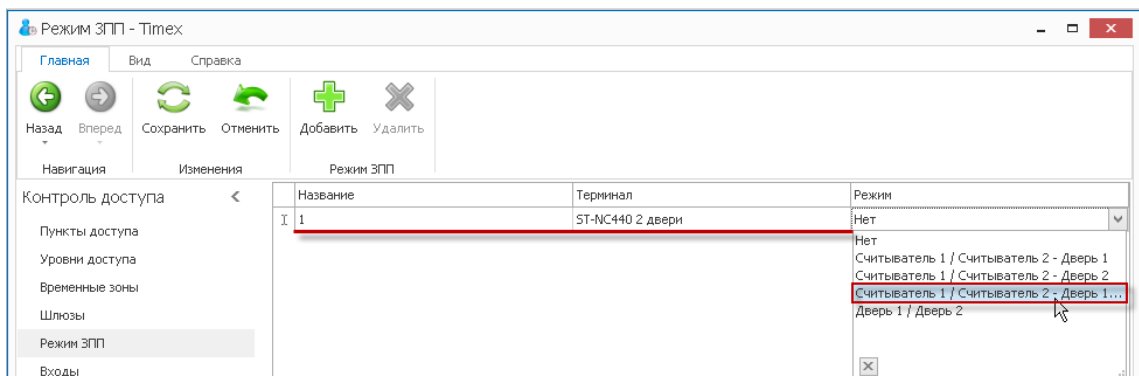 Режим ЗПП - Timex
Главная Вид Справка
Назад Вперед Сохранить Отменить Добавить Удалить
Навигация Изменения Режим ЗПП
Контроль доступа
Название Терминал Режим
1 ST-NC440 2 двери Нет
Нет
Пункты доступа
Считыватель 1 / Считыватель 2 - Дверь 1
Уровни доступа
Считыватель 1 / Считыватель 2 - Дверь 2
Временные зоны
Считыватель 1 / Считыватель 2 - Дверь 1...
Шлюзы
Дверь 1 / Дверь 2
Режим ЗПП
Входы